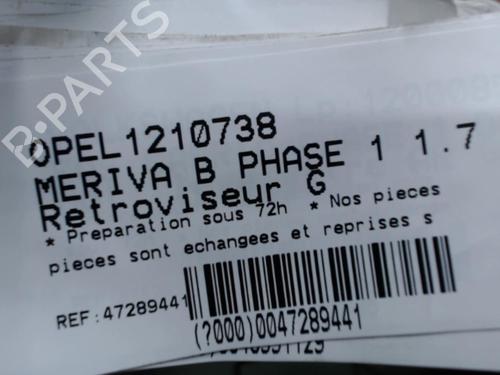 OPEL1210738
MERIVA B PHASE 1 1.7
Retroviseur G
* Preparation sous 72h * Nos pieces
pieces sont echangees et reprises s
REF:47289441
(?000)0047289441